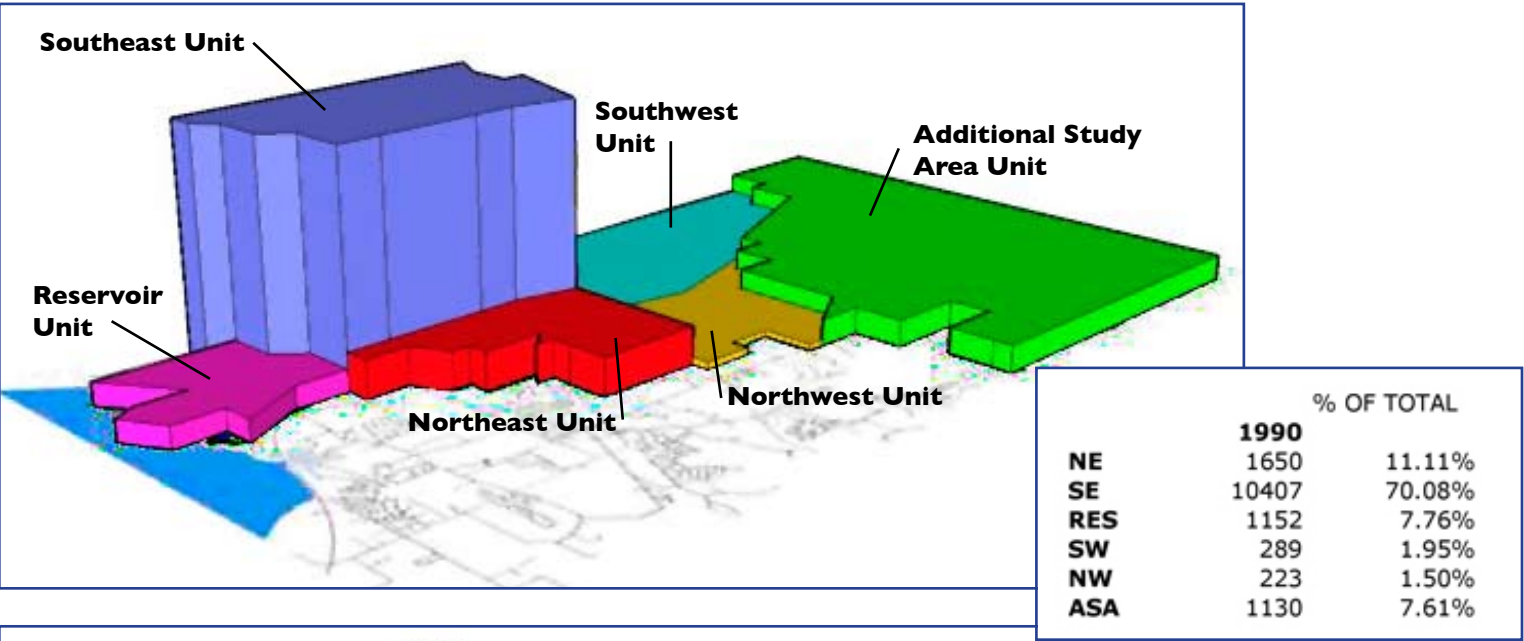 Southeast Unit
Southwest
Unit
Additional Study
Area Unit
Reservoir
Unit
Northwest Unit
Northeast Unit
% OF TOTAL
1990
NE 1650 11.11%
SE 10407 70.08%
RES 1152 7.76%
SW 289 1.95%
NW 223 1.50%
ASA 1130 7.61%